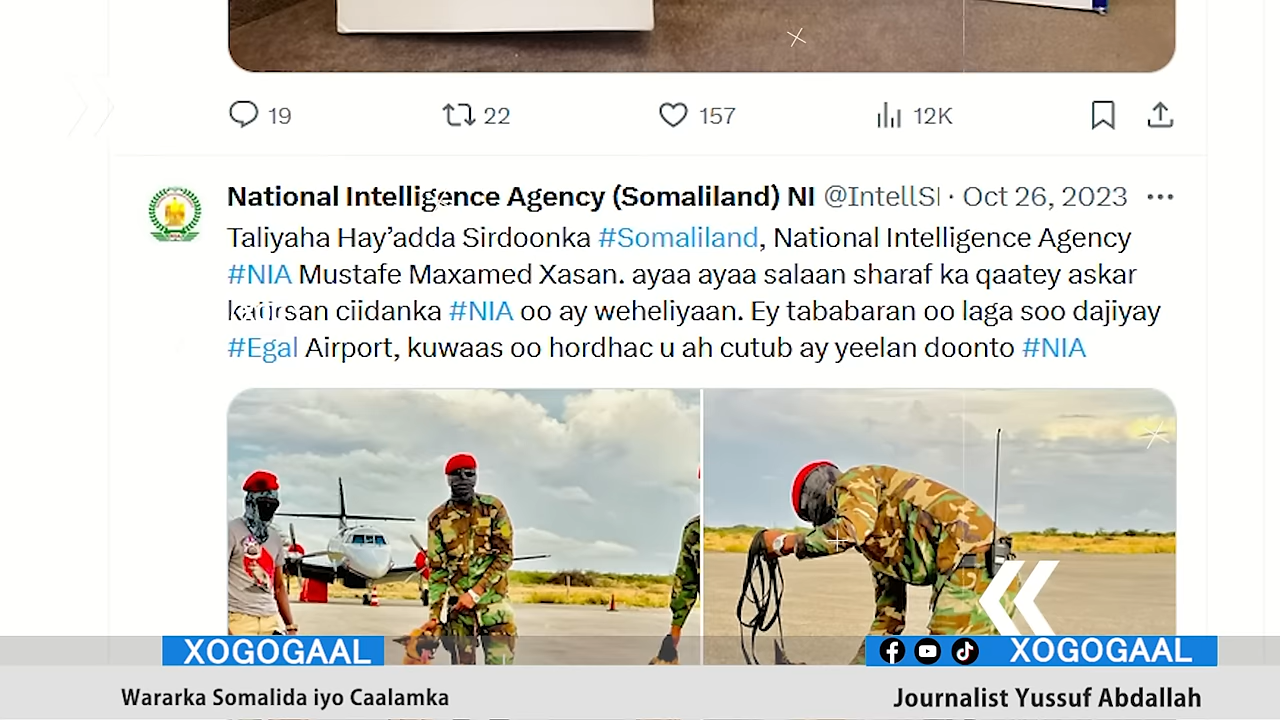 19 22 157 12K
National Intelligence Agency (Somaliland) NI @IntellSl · Oct 26, 2023 ...
Taliyaha Hay’adda Sirdoonka #Somaliland, National Intelligence Agency
#NIA Mustafe Maxamed Xasan. ayaa ayaa salaan sharaf ka qaatey askar
katirsan ciidanka #NIA oo ay weheliyaan. Ey tababaran oo laga soo dajiyay
#Egal Airport, kuwaas oo hordhac u ah cutub ay yeelan doonto #NIA
XOGOGAAL
XOGOGAAL
Wararka Somalida iyo Caalamka
Journalist Yussuf Abdallah